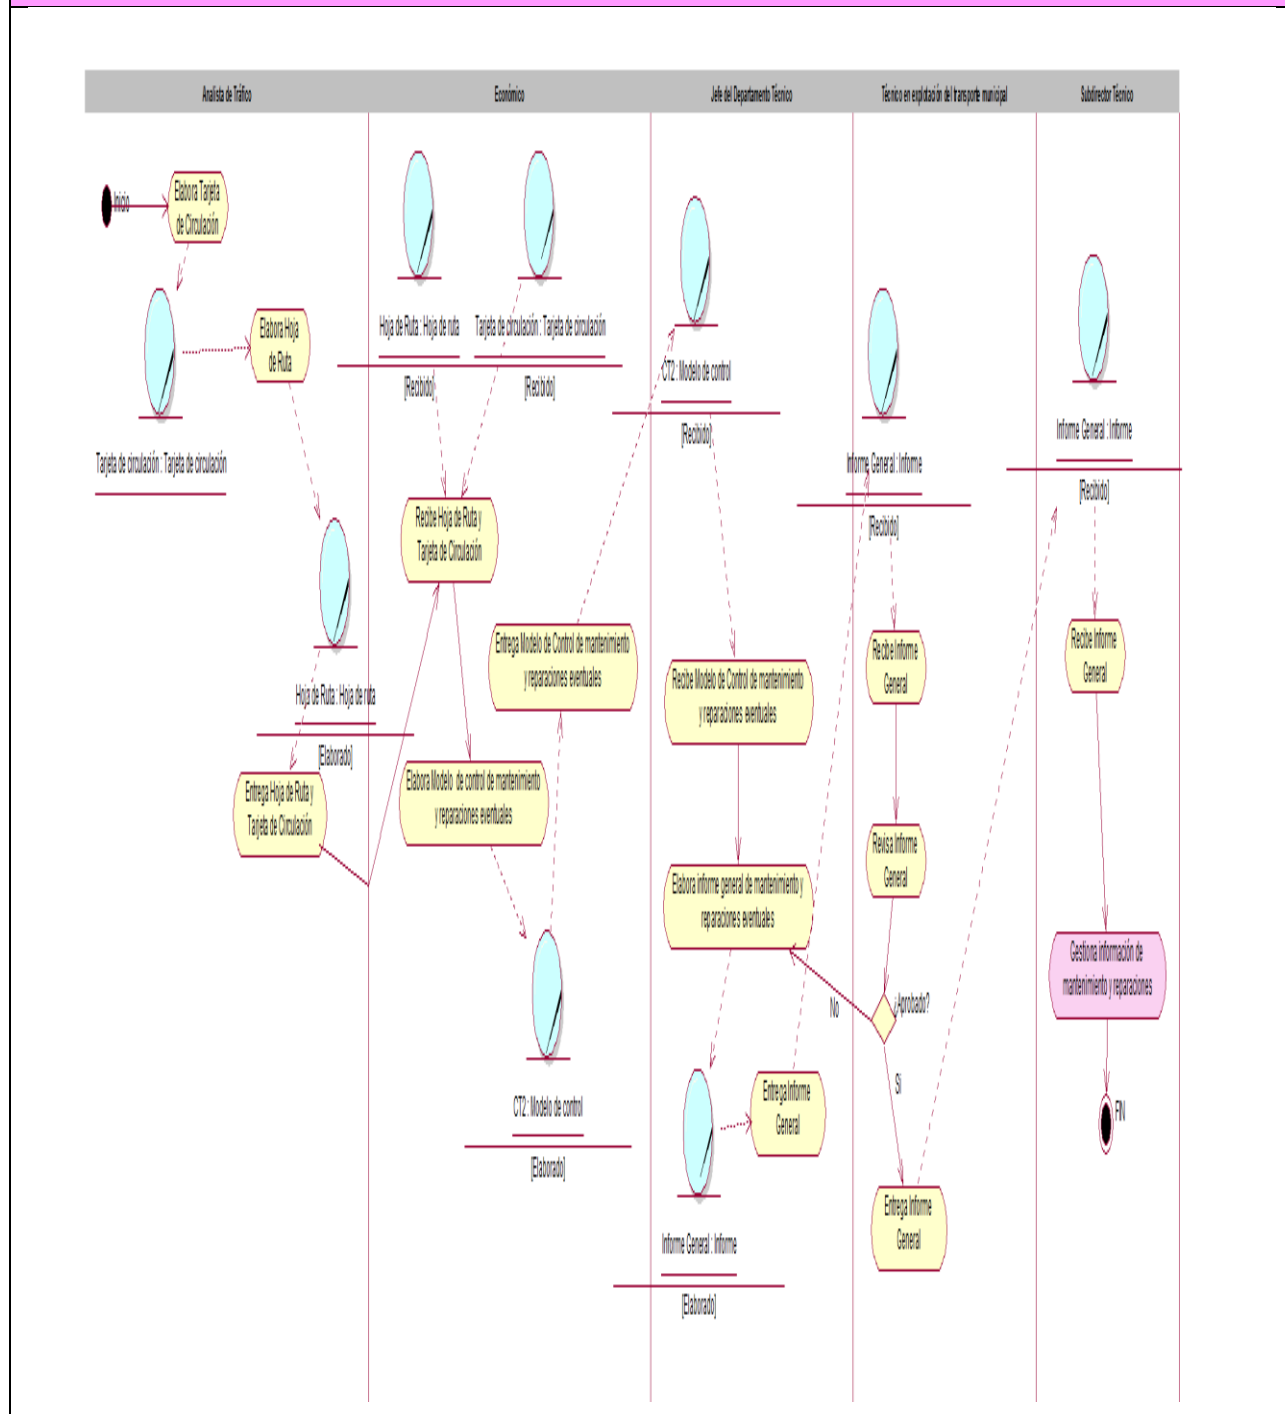 Analista de Tráfico
Económico
Jefe del Departamento Técnico
Técnico en explotación del transporte municipal
Subdirector Técnico
Inicio
Elabora Tarjeta
de Circulación
Elabora Hoja
de Ruta
Tarjeta de circulación : Tarjeta de circulación
Hoja de Ruta : Hoja de ruta
[Elaborado]
Entrega Hoja de Ruta y
Tarjeta de Circulación
Hoja de Ruta : Hoja de ruta
[Recibido]
Tarjeta de circulación : Tarjeta de circulación
[Recibido]
Recibe Hoja de Ruta y
Tarjeta de Circulación
Entrega Modelo de Control de mantenimiento
y reparaciones eventuales
Elabora Modelo de control de mantenimiento
y reparaciones eventuales
CT2 : Modelo de control
[Elaborado]
CT2 : Modelo de control
[Recibido]
Recibe Modelo de Control de mantenimiento
y reparaciones eventuales
Elabora informe general de mantenimiento y
reparaciones eventuales
Entrega Informe
General
Informe General : Informe
[Elaborado]
Informe General : Informe
[Recibido]
Recibe Informe
General
Revisa Informe
General
¿Aprobado?
No
Si
Entrega Informe
General
Informe General : Informe
[Recibido]
Recibe Informe
General
Gestiona información de
mantenimiento y reparaciones
FIN